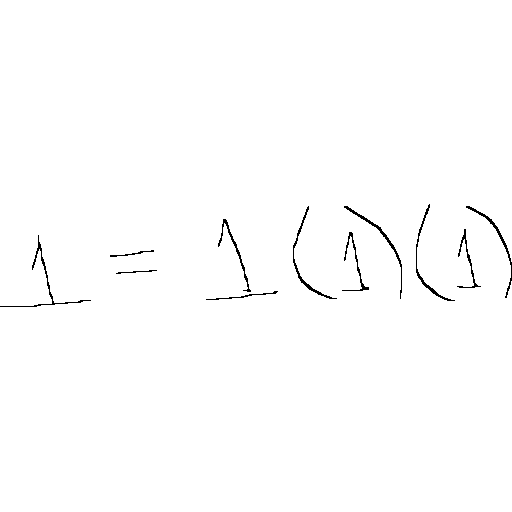 1 = 1 (1)(1)